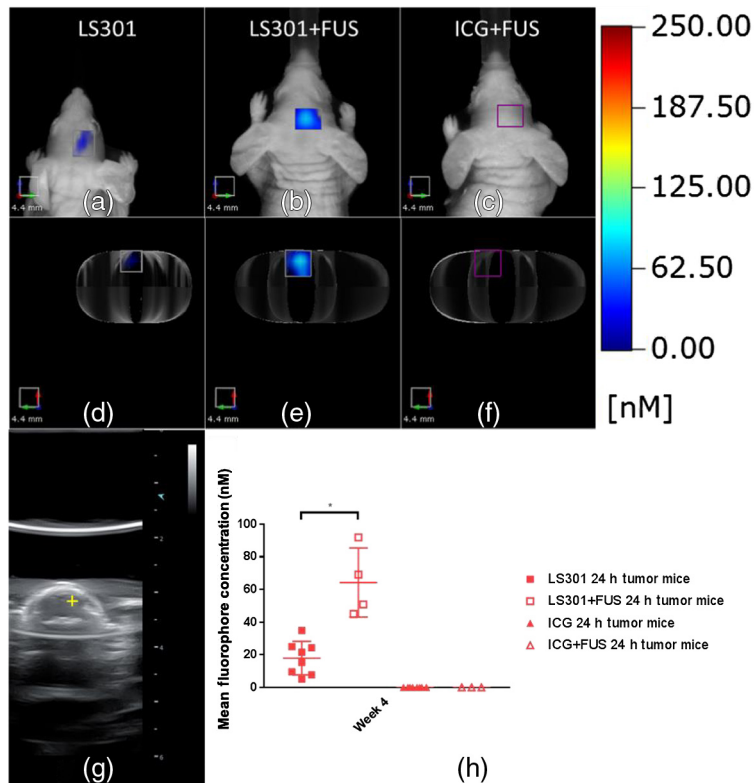 LS301
LS301+FUS
ICG+FUS
(a)
(b)
(c)
4.4 mm
4.4 mm
4.4 mm
(d)
(e)
(f)
4.4 mm
4.4 mm
4.4 mm
250.00
187.50
125.00
62.50
0.00
[nM]
2
4
6
(g)
Mean fluorophore concentration (nM)
100
80
60
40
20
0
*
Week 4
LS301 24 h tumor mice
LS301+FUS 24 h tumor mice
ICG 24 h tumor mice
ICG+FUS 24 h tumor mice
(h)